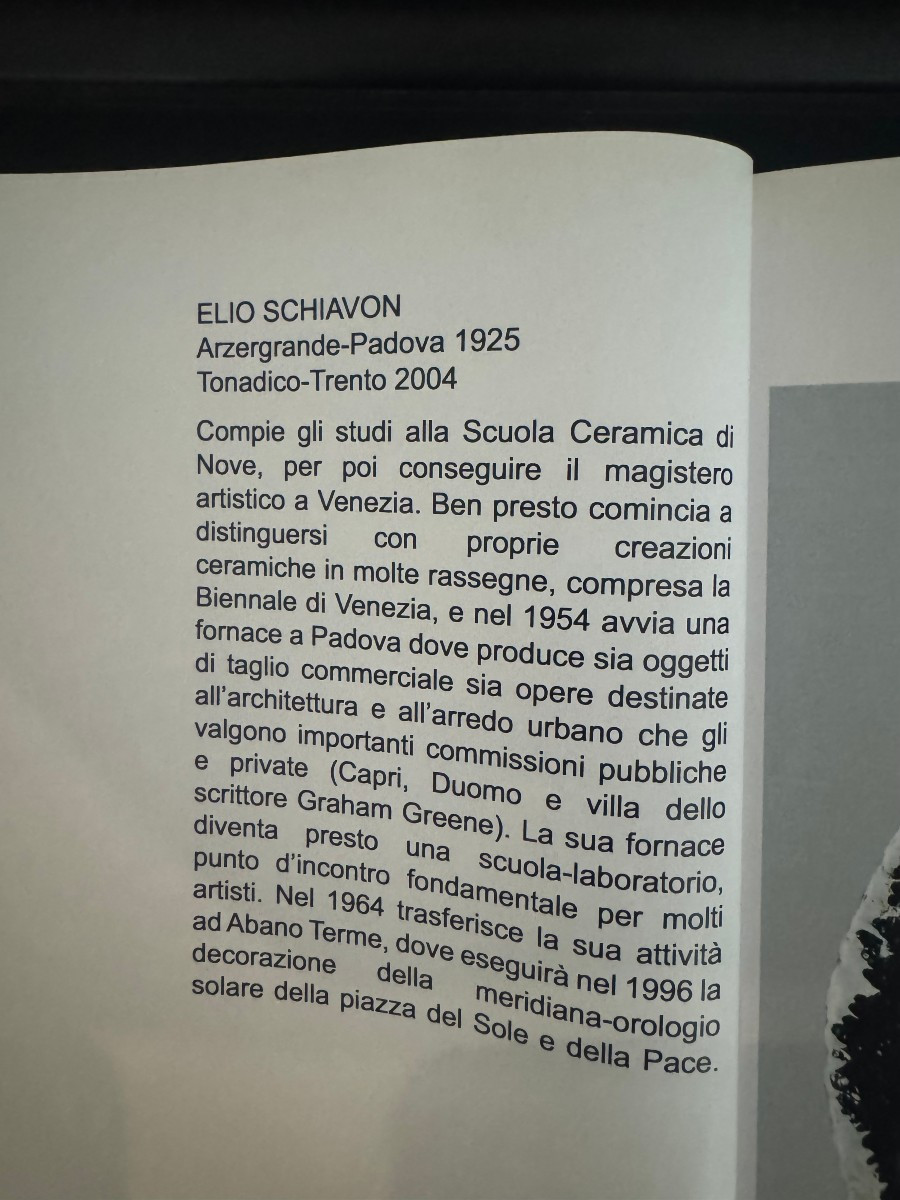 ELIO SCHIAVON
Arzergrande-Padova 1925
Tonadico-Trento 2004
Compie gli studi alla Scuola Ceramica di
Nove, per poi conseguire il magistero
artistico a Venezia. Ben presto comincia a
distinguersi con proprie creazioni
ceramiche in molte rassegne, compresa la
Biennale di Venezia, e nel 1954 avvia una
fornace a Padova dove produce sia oggetti
di taglio commerciale sia opere destinate
all'architettura e all'arredo urbano che gli
valgono importanti commissioni pubbliche
e private (Capri, Duomo e villa dello
scrittore Graham Greene). La sua fornace
diventa presto una scuola-laboratorio,
punto d'incontro fondamentale per molti
artisti. Nel 1964 trasferisce la sua attività
ad Abano Terme, dove eseguirà nel 1996 la
decorazione della meridiana-orologio
solare della piazza del Sole e della Pace.